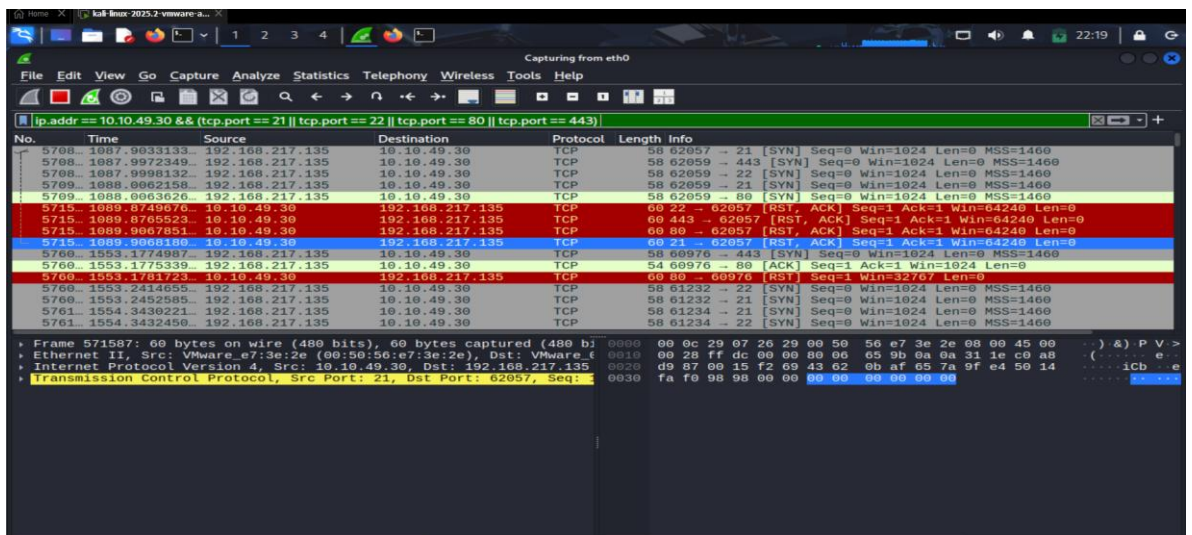 Home kali-linux-2025.2-vmware-a...
1 2 3 4 22:19
Capturing from eth0
File Edit View Go Capture Analyze Statistics Telephony Wireless Tools Help
ip.addr == 10.10.49.30 && (tcp.port == 21 || tcp.port == 22 || tcp.port == 80 || tcp.port == 443)
No. Time Source Destination Protocol Length Info
5708… 1087.9033133… 192.168.217.135 10.10.49.30 TCP 58 62057 → 21 [SYN] Seq=0 Win=1024 Len=0 MSS=1460
5708… 1087.9972349… 192.168.217.135 10.10.49.30 TCP 58 62059 → 443 [SYN] Seq=0 Win=1024 Len=0 MSS=1460
5708… 1087.9998132… 192.168.217.135 10.10.49.30 TCP 58 62059 → 22 [SYN] Seq=0 Win=1024 Len=0 MSS=1460
5709… 1088.0062158… 192.168.217.135 10.10.49.30 TCP 58 62059 → 21 [SYN] Seq=0 Win=1024 Len=0 MSS=1460
5709… 1088.0063626… 192.168.217.135 10.10.49.30 TCP 58 62059 → 80 [SYN] Seq=0 Win=1024 Len=0 MSS=1460
5715… 1089.8749676… 10.10.49.30 192.168.217.135 TCP 60 22 → 62057 [RST, ACK] Seq=1 Ack=1 Win=64240 Len=0
5715… 1089.8765523… 10.10.49.30 192.168.217.135 TCP 60 443 → 62057 [RST, ACK] Seq=1 Ack=1 Win=64240 Len=0
5715… 1089.9067851… 10.10.49.30 192.168.217.135 TCP 60 80 → 62057 [RST, ACK] Seq=1 Ack=1 Win=64240 Len=0
5715… 1089.9068180… 10.10.49.30 192.168.217.135 TCP 60 21 → 62057 [RST, ACK] Seq=1 Ack=1 Win=64240 Len=0
5760… 1553.1774987… 192.168.217.135 10.10.49.30 TCP 58 60976 → 443 [SYN] Seq=0 Win=1024 Len=0 MSS=1460
5760… 1553.1775339… 192.168.217.135 10.10.49.30 TCP 54 60976 → 80 [ACK] Seq=1 Ack=1 Win=1024 Len=0
5760… 1553.1781723… 10.10.49.30 192.168.217.135 TCP 60 80 → 60976 [RST] Seq=1 Win=32767 Len=0
5760… 1553.2414655… 192.168.217.135 10.10.49.30 TCP 58 61232 → 22 [SYN] Seq=0 Win=1024 Len=0 MSS=1460
5760… 1553.2452585… 192.168.217.135 10.10.49.30 TCP 58 61232 → 21 [SYN] Seq=0 Win=1024 Len=0 MSS=1460
5761… 1554.3430221… 192.168.217.135 10.10.49.30 TCP 58 61234 → 21 [SYN] Seq=0 Win=1024 Len=0 MSS=1460
5761… 1554.3432450… 192.168.217.135 10.10.49.30 TCP 58 61234 → 22 [SYN] Seq=0 Win=1024 Len=0 MSS=1460
Frame 571587: 60 bytes on wire (480 bits), 60 bytes captured (480 bi 0000 00 0c 29 07 26 29 00 50 56 e7 3e 2e 08 00 45 00 ··)·&)·P V·>
Ethernet II, Src: VMware_e7:3e:2e (00:50:56:e7:3e:2e), Dst: VMware_ 0010 00 28 ff dc 00 00 80 06 65 9b 0a 0a 31 1e c0 a8 ·(······ e··
Internet Protocol Version 4, Src: 10.10.49.30, Dst: 192.168.217.135 0020 d9 87 00 15 f2 69 43 62 0b af 65 7a 9f e4 50 14 ·····iCb ··e
Transmission Control Protocol, Src Port: 21, Dst Port: 62057, Seq: 0030 fa f0 98 98 00 00 00 00 00 00 00 00